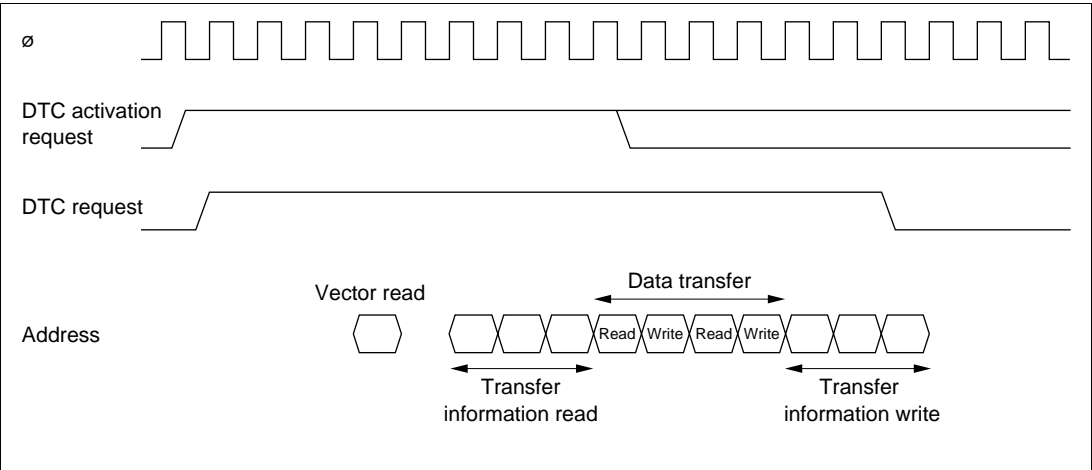 ø
DTC activation
request
DTC request
Data transfer
Vector read
Address
Read Write Read Write
Transfer
information read
Transfer
information write